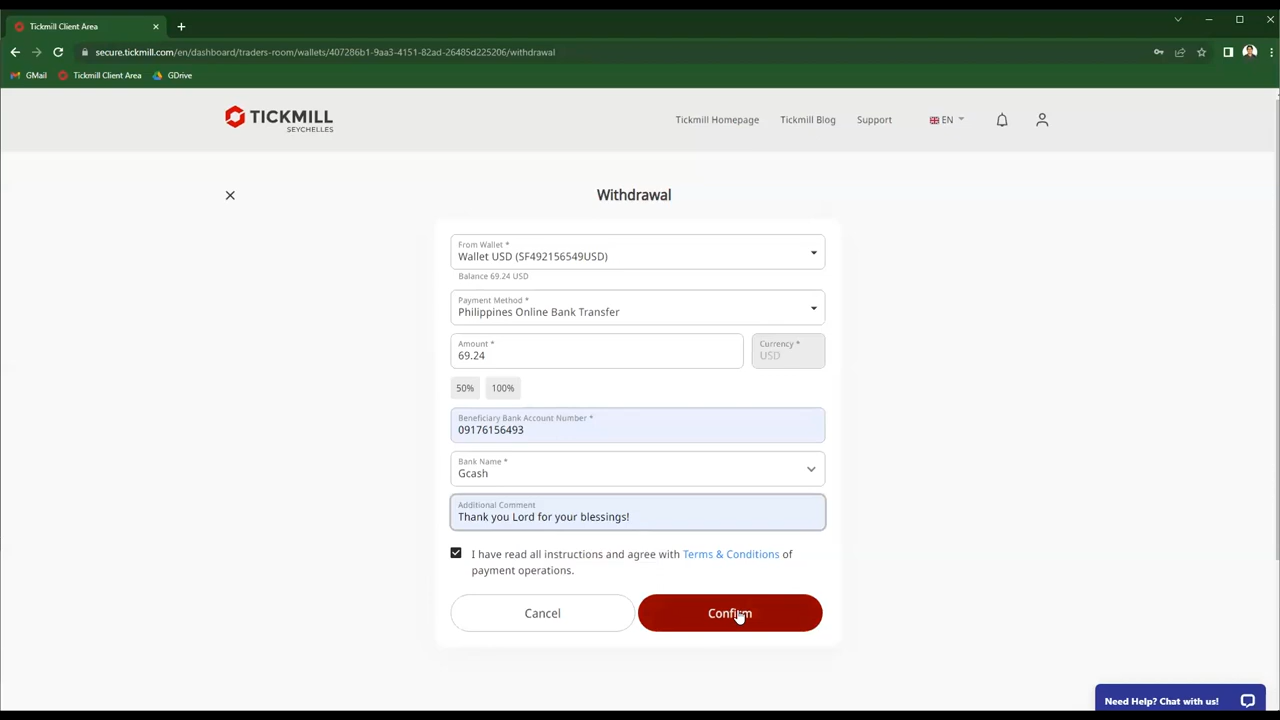 Tickmill Client Area
secure.tickmill.com/en/dashboard/traders-room/wallets/407286b1-9aa3-4151-82ad-26485d225206/withdrawal
GMail Tickmill Client Area GDrive
TICKMILL
SEYCHELLES
Tickmill Homepage Tickmill Blog Support EN
Withdrawal
From Wallet *
Wallet USD (SF492156549USD)
Balance 69.24 USD
Payment Method *
Philippines Online Bank Transfer
Amount * Currency *
69.24 USD
50% 100%
Beneficiary Bank Account Number *
09176156493
Bank Name *
Gcash
Additional Comment
Thank you Lord for your blessings!
I have read all instructions and agree with Terms & Conditions of
payment operations.
Cancel Confirm
Need Help? Chat with us!